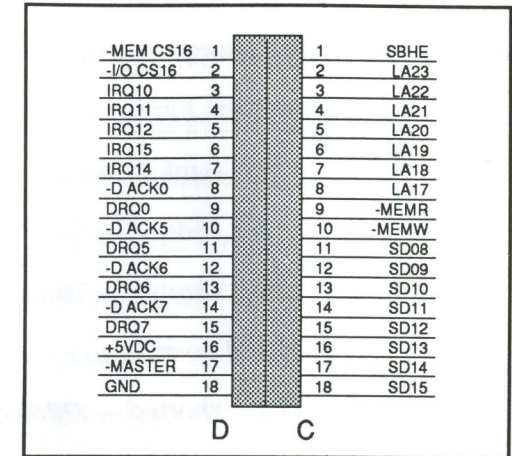 -MEM CS16 1 1 SBHE
-I/O CS16 2 2 LA23
IRQ10 3 3 LA22
IRQ11 4 4 LA21
IRQ12 5 5 LA20
IRQ15 6 6 LA19
IRQ14 7 7 LA18
-D ACK0 8 8 LA17
DRQ0 9 9 -MEMR
-D ACK5 10 10 -MEMW
DRQ5 11 11 SD08
-D ACK6 12 12 SD09
DRQ6 13 13 SD10
-D ACK7 14 14 SD11
DRQ7 15 15 SD12
+5VDC 16 16 SD13
-MASTER 17 17 SD14
GND 18 18 SD15
D C